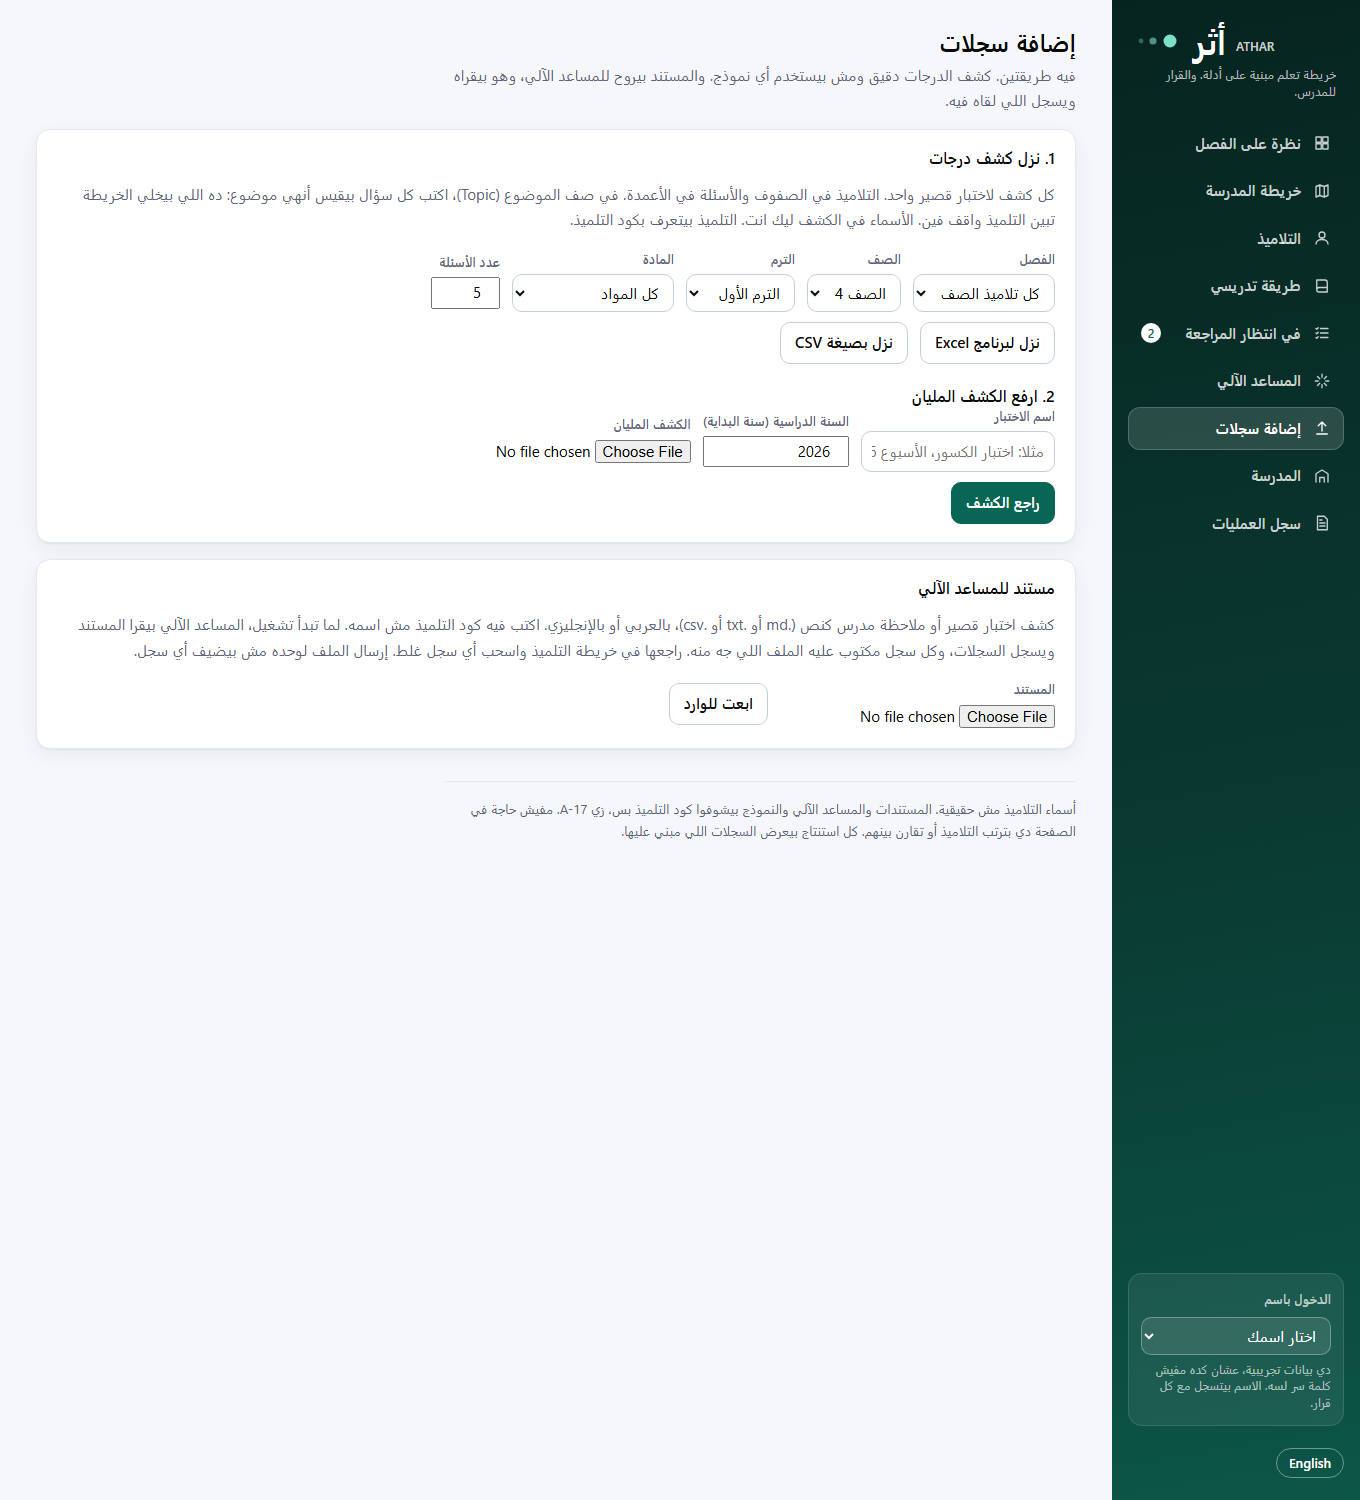 أثر ATHAR
خريطة تعلم مبنية على أدلة. والقرار
للمدرس.
نظرة على الفصل
خريطة المدرسة
التلاميذ
طريقة تدريسي
في انتظار المراجعة 2
المساعد الآلي
إضافة سجلات
المدرسة
سجل العمليات
الدخول باسم
اختار اسمك
دي بيانات تجريبية، عشان كده مفيش
كلمة سر لسه. الاسم بيتسجل مع كل
قرار.
English
إضافة سجلات
فيه طريقتين. كشف الدرجات دقيق ومش بيستخدم أي نموذج. والمستند بيروح للمساعد الآلي، وهو بيقراه
ويسجل اللي لقاه فيه.
1. نزل كشف درجات
كل كشف لاختبار قصير واحد. التلاميذ في الصفوف والأسئلة في الأعمدة. في صف الموضوع (Topic)، اكتب كل سؤال بيقيس أنهي موضوع: ده اللي بيخلي الخريطة
تبين التلميذ واقف فين. الأسماء في الكشف ليك انت. التلميذ بيتعرف بكود التلميذ.
الفصل الصف الترم المادة عدد الأسئلة
كل تلاميذ الصف الصف 4 الترم الأول كل المواد 5
نزل لبرنامج Excel نزل بصيغة CSV
2. ارفع الكشف المليان
اسم الاختبار السنة الدراسية (سنة البداية) الكشف المليان
مثلا: اختبار الكسور، الأسبوع 5 2026 Choose File No file chosen
راجع الكشف
مستند للمساعد الآلي
كشف اختبار قصير أو ملاحظة مدرس كنص (.md أو .txt أو .csv)، بالعربي أو بالإنجليزي. اكتب فيه كود التلميذ مش اسمه. لما تبدأ تشغيل، المساعد الآلي بيقرا المستند
ويسجل السجلات، وكل سجل مكتوب عليه الملف اللي جه منه. راجعها في خريطة التلميذ واسحب أي سجل غلط. إرسال الملف لوحده مش بيضيف أي سجل.
المستند
Choose File No file chosen ابعت للوارد
أسماء التلاميذ مش حقيقية. المستندات والمساعد الآلي والنموذج بيشوفوا كود التلميذ بس، زي A-17. مفيش حاجة في
الصفحة دي بترتب التلاميذ أو تقارن بينهم. كل استنتاج بيعرض السجلات اللي مبني عليها.